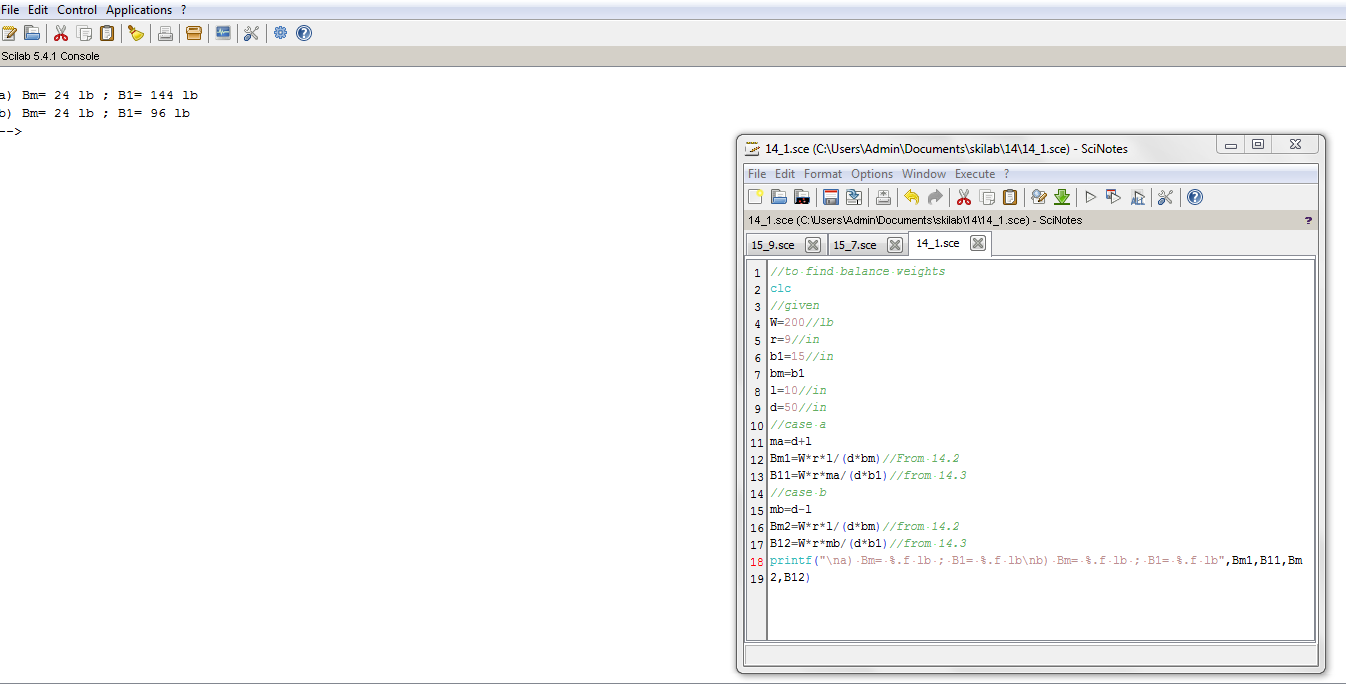 File Edit Control Applications ?
Scilab 5.4.1 Console
a) Bm= 24 lb ; B1= 144 lb
b) Bm= 24 lb ; B1= 96 lb
-->
14_1.sce (C:\Users\Admin\Documents\skilab\14\14_1.sce) - SciNotes
File Edit Format Options Window Execute ?
14_1.sce (C:\Users\Admin\Documents\skilab\14\14_1.sce) - SciNotes ?
15_9.sce 15_7.sce 14_1.sce
1 //to find balance weights
2 clc
3 //given
4 W=200//lb
5 r=9//in
6 b1=15//in
7 bm=b1
8 l=10//in
9 d=50//in
10 //case a
11 ma=d+l
12 Bm1=W*r*l/(d*bm)//From 14.2
13 B11=W*r*ma/(d*b1)//from 14.3
14 //case b
15 mb=d-l
16 Bm2=W*r*l/(d*bm)//from 14.2
17 B12=W*r*mb/(d*b1)//from 14.3
18 printf("\na) Bm= %.f lb ; B1= %.f lb\nb) Bm= %.f lb ; B1= %.f lb",Bm1,B11,Bm
19 2,B12)